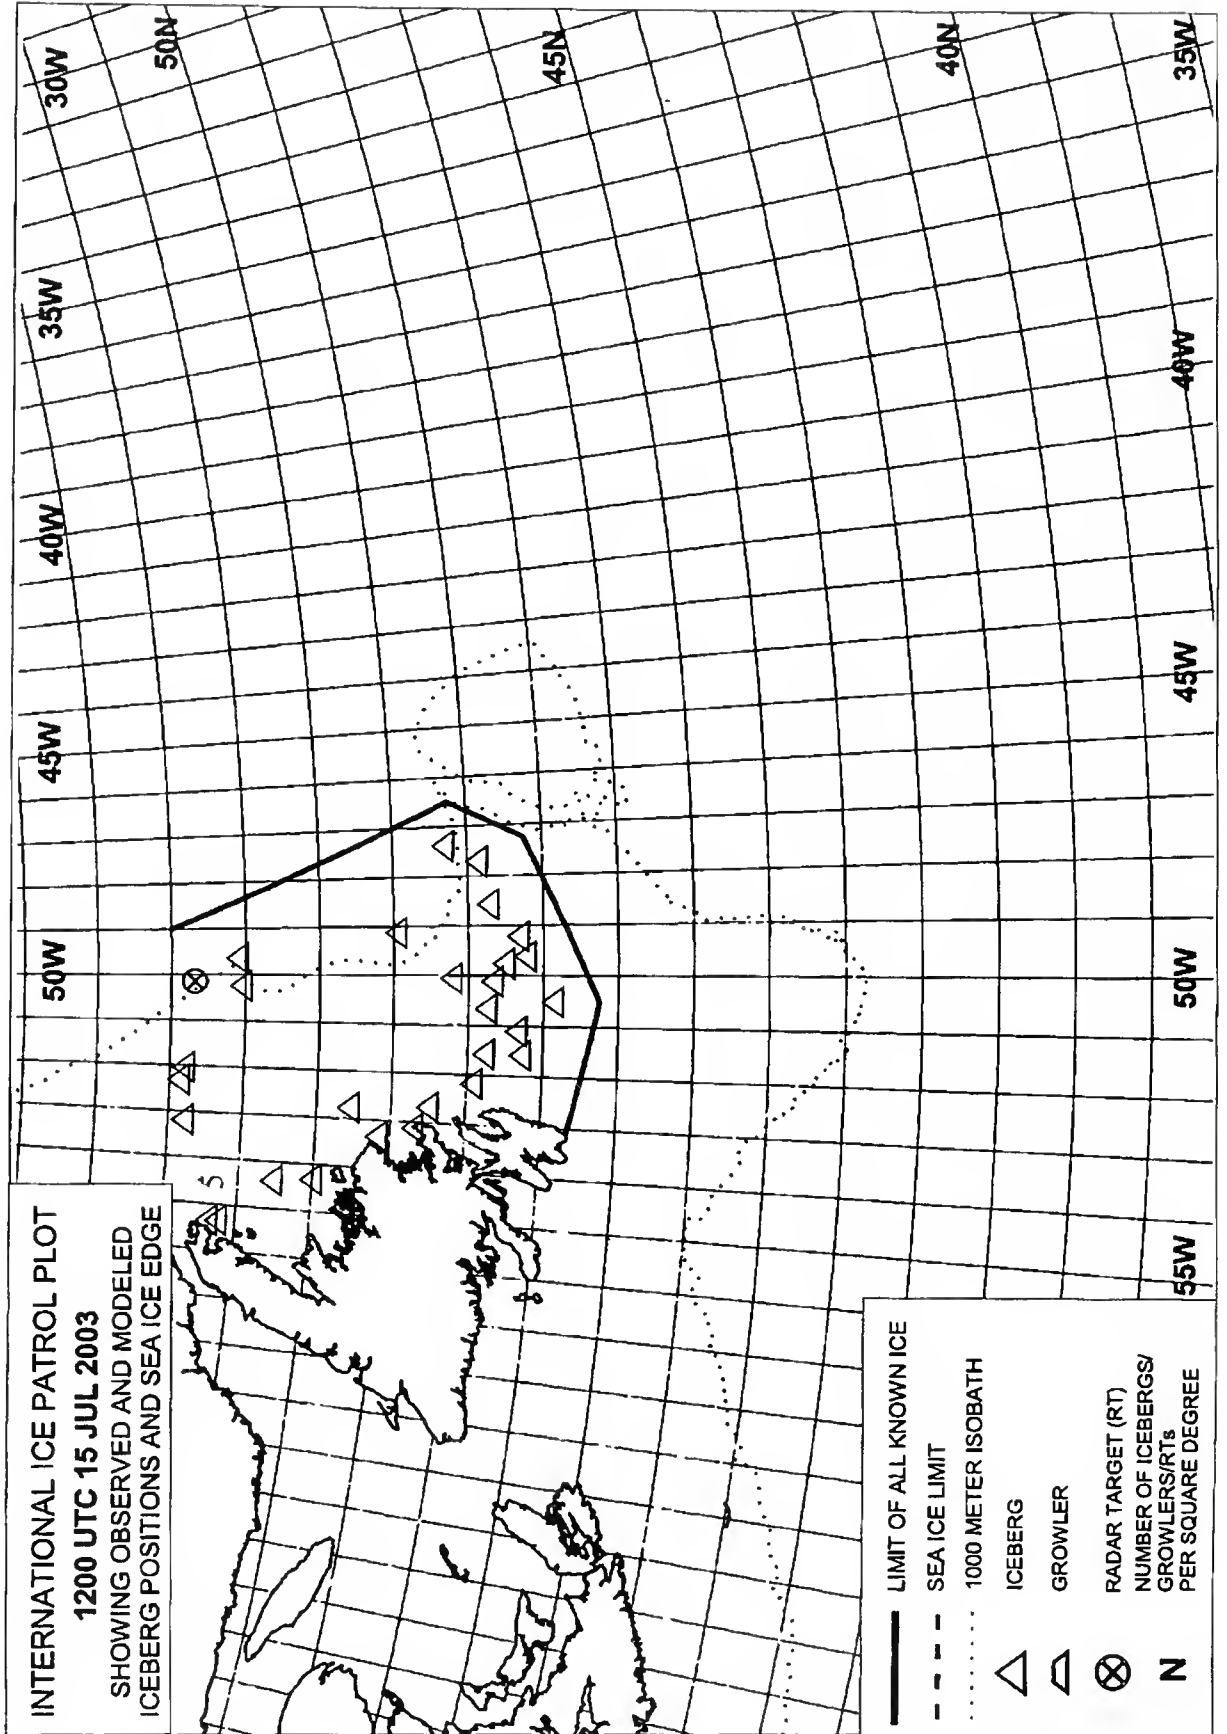 INTERNATIONAL ICE PATROL PLOT
1200 UTC 15 JUL 2003
SHOWING OBSERVED AND MODELED
ICEBERG POSITIONS AND SEA ICE EDGE
50W
45W
40W
35W
30W
50N
45N
40N
35W
40W
45W
50W
55W
5
LIMIT OF ALL KNOWN ICE
SEA ICE LIMIT
1000 METER ISOBATH
ICEBERG
GROWLER
RADAR TARGET (RT)
N NUMBER OF ICEBERGS/
GROWLERS/RTs
PER SQUARE DEGREE